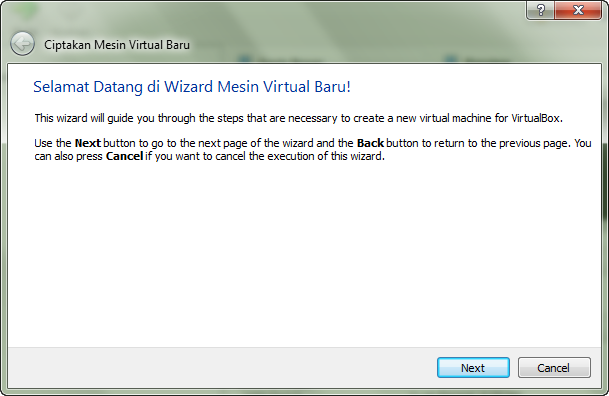 ?
Ciptakan Mesin Virtual Baru
Selamat Datang di Wizard Mesin Virtual Baru!
This wizard will guide you through the steps that are necessary to create a new virtual machine for VirtualBox.
Use the Next button to go to the next page of the wizard and the Back button to return to the previous page. You
can also press Cancel if you want to cancel the execution of this wizard.
Next
Cancel